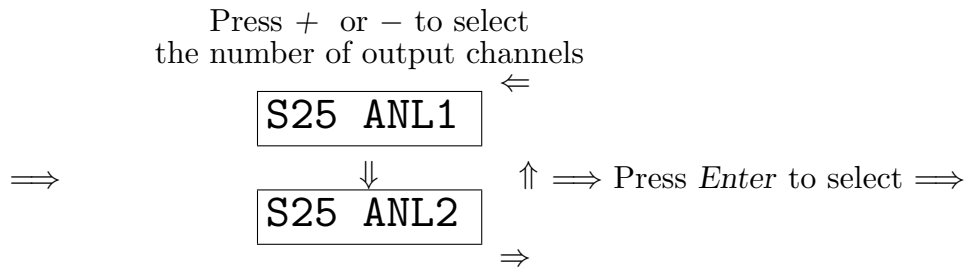 Press + or − to select
the number of output channels
⇐
S25 ANL1
⟹ ⇓ ⇑ ⟹ Press Enter to select ⟹
S25 ANL2
⇒